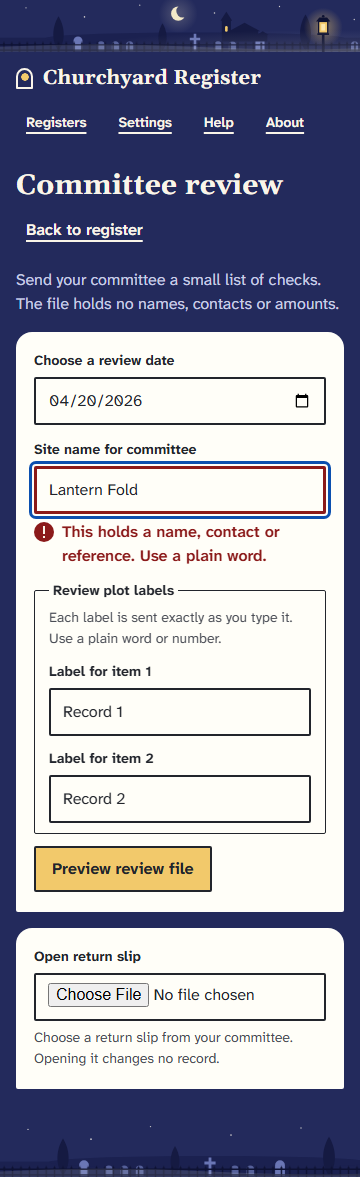 Churchyard Register
Registers Settings Help About
Committee review
Back to register
Send your committee a small list of checks.
The file holds no names, contacts or amounts.
Choose a review date
04/20/2026
Site name for committee
Lantern Fold
This holds a name, contact or
reference. Use a plain word.
Review plot labels
Each label is sent exactly as you type it.
Use a plain word or number.
Label for item 1
Record 1
Label for item 2
Record 2
Preview review file
Open return slip
Choose File No file chosen
Choose a return slip from your committee.
Opening it changes no record.